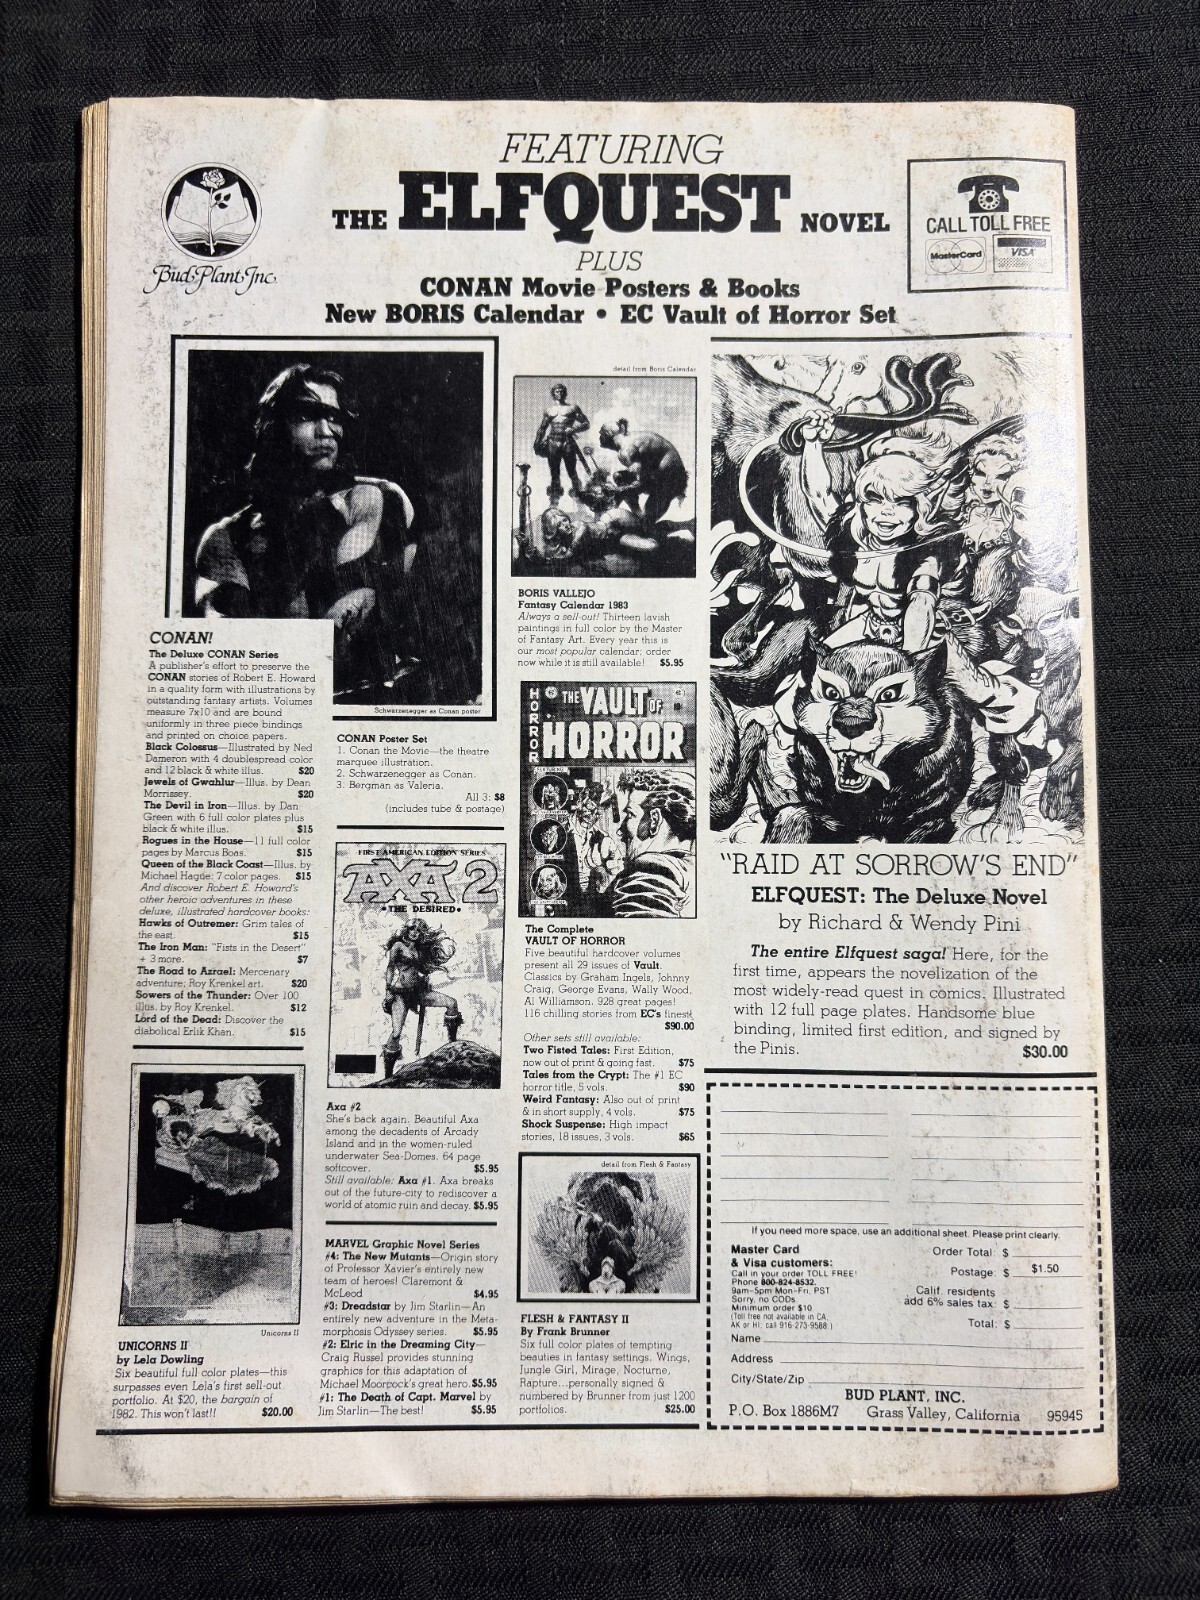 FEATURING
THE ELFQUEST NOVEL
PLUS
CONAN Movie Posters & Books
New BORIS Calendar • EC Vault of Horror Set
Bud Plant, Inc.
CALL TOLL FREE
MasterCard
VISA
Schwarzenegger as Conan poster
CONAN!
The Deluxe CONAN Series
A publisher's effort to preserve the
CONAN stories of Robert E. Howard
in a quality form with illustrations by
outstanding fantasy artists. Volumes
measure 7x10 and are bound
uniformly in three piece bindings
and printed on choice papers.
Black Colossus—Illustrated by Ned
Dameron with 4 doublespread color
and 12 black & white illus. $20
Jewels of Gwahlur—Illus. by Dean
Morrissey. $20
The Devil in Iron—Illus. by Dan
Green with 6 full color plates plus
black & white illus. $15
Rogues in the House—11 full color
pages by Marcus Boas. $15
Queen of the Black Coast—Illus. by
Michael Hague: 7 color pages. $15
And discover Robert E. Howard's
other heroic adventures in these
deluxe, illustrated hardcover books:
Hawks of Outremer: Grim tales of
the east. $15
The Iron Man: "Fists in the Desert"
+ 3 more. $7
The Road to Azrael: Mercenary
adventure; Roy Krenkel art. $20
Sowers of the Thunder: Over 100
illus. by Roy Krenkel. $12
Lord of the Dead: Discover the
diabolical Erlik Khan. $15
Unicorns II
UNICORNS II
by Lela Dowling
Six beautiful full color plates—this
surpasses even Lela's first sell-out
portfolio. At $20, the bargain of
1982. This won't last!! $20.00
CONAN Poster Set
1. Conan the Movie—the theatre
marquee illustration.
2. Schwarzenegger as Conan.
3. Bergman as Valeria.
All 3: $8
(includes tube & postage)
FIRST AMERICAN EDITION SERIES
AXA 2
• THE DESIRED •
Axa #2
She's back again. Beautiful Axa
among the decadents of Arcady
Island and in the women-ruled
underwater Sea-Domes. 64 page
softcover. $5.95
Still available: Axa #1. Axa breaks
out of the future-city to rediscover a
world of atomic ruin and decay. $5.95
MARVEL Graphic Novel Series
#4: The New Mutants—Origin story
of Professor Xavier's entirely new
team of heroes! Claremont &
McLeod $4.95
#3: Dreadstar by Jim Starlin—An
entirely new adventure in the Meta-
morphosis Odyssey series. $5.95
#2: Elric in the Dreaming City—
Craig Russel provides stunning
graphics for this adaptation of
Michael Moorcock's great hero. $5.95
#1: The Death of Capt. Marvel by
Jim Starlin—The best! $5.95
detail from Boris Calendar
BORIS VALLEJO
Fantasy Calendar 1983
Always a sell-out! Thirteen lavish
paintings in full color by the Master
of Fantasy Art. Every year this is
our most popular calendar; order
now while it is still available! $5.95
HORROR
THE VAULT OF
HORROR
The Complete
VAULT OF HORROR
Five beautiful hardcover volumes
present all 29 issues of Vault.
Classics by Graham Ingels, Johnny
Craig, George Evans, Wally Wood,
Al Williamson. 928 great pages!
116 chilling stories from EC's finest.
$90.00
Other sets still available:
Two Fisted Tales: First Edition,
now out of print & going fast. $75
Tales from the Crypt: The #1 EC
horror title, 5 vols. $90
Weird Fantasy: Also out of print
& in short supply, 4 vols. $75
Shock Suspense: High impact
stories, 18 issues, 3 vols. $65
detail from Flesh & Fantasy
FLESH & FANTASY II
By Frank Brunner
Six full color plates of tempting
beauties in fantasy settings. Wings,
Jungle Girl, Mirage, Nocturne,
Rapture...personally signed &
numbered by Brunner from just 1200
portfolios. $25.00
"RAID AT SORROW'S END"
ELFQUEST: The Deluxe Novel
by Richard & Wendy Pini
The entire Elfquest saga! Here, for the
first time, appears the novelization of the
most widely-read quest in comics. Illustrated
with 12 full page plates. Handsome blue
binding, limited first edition, and signed by
the Pinis. $30.00
If you need more space, use an additional sheet. Please print clearly.
Master Card
& Visa customers:
Call in your order TOLL FREE!
Phone 800-824-8532.
9am-5pm Mon-Fri. PST
Sorry, no CODs.
Minimum order $10
(Toll free not available in CA,
AK or HI; call 916-273-9588.)
Order Total: $
Postage: $ $1.50
Calif. residents
add 6% sales tax: $
Total: $
Name
Address
City/State/Zip
BUD PLANT, INC.
P.O. Box 1886M7 Grass Valley, California 95945